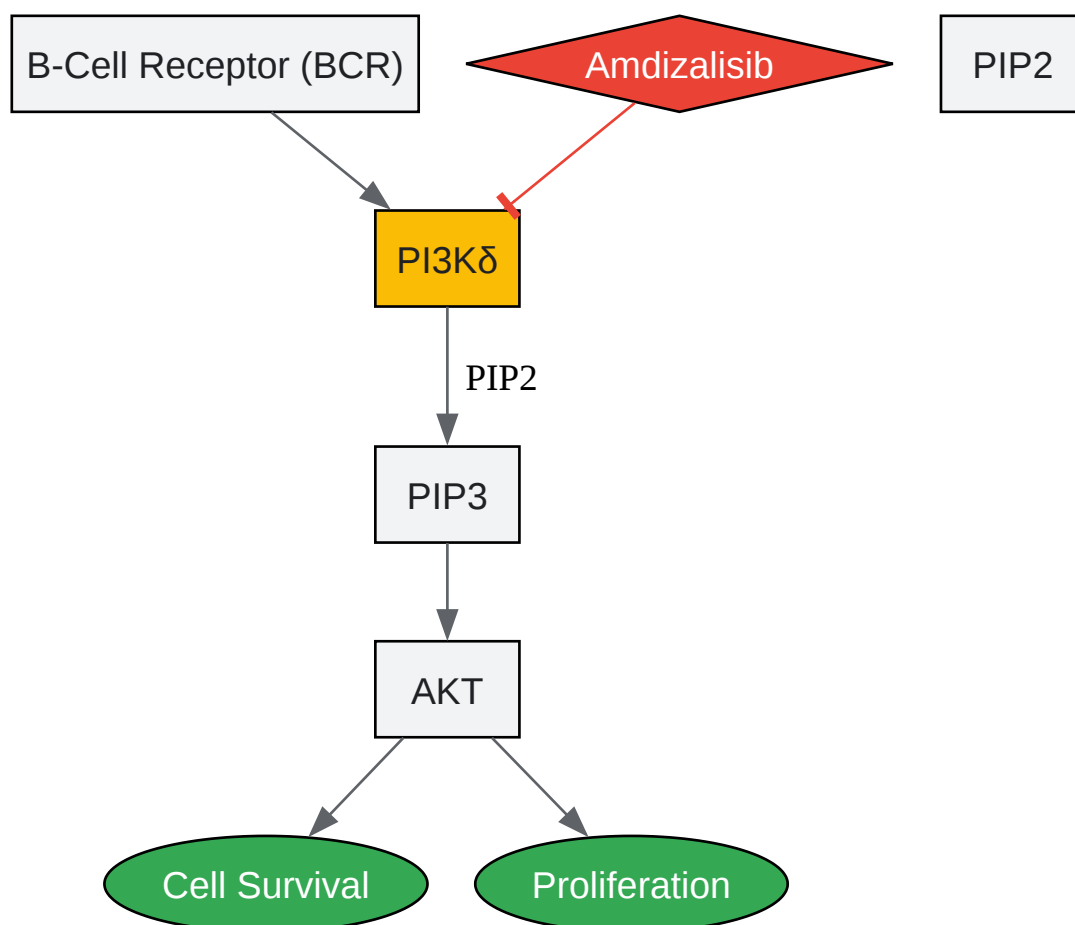 B-Cell Receptor (BCR)
Amdizalisib
PIP2
PI3Kδ
PIP2
PIP3
AKT
Cell Survival
Proliferation